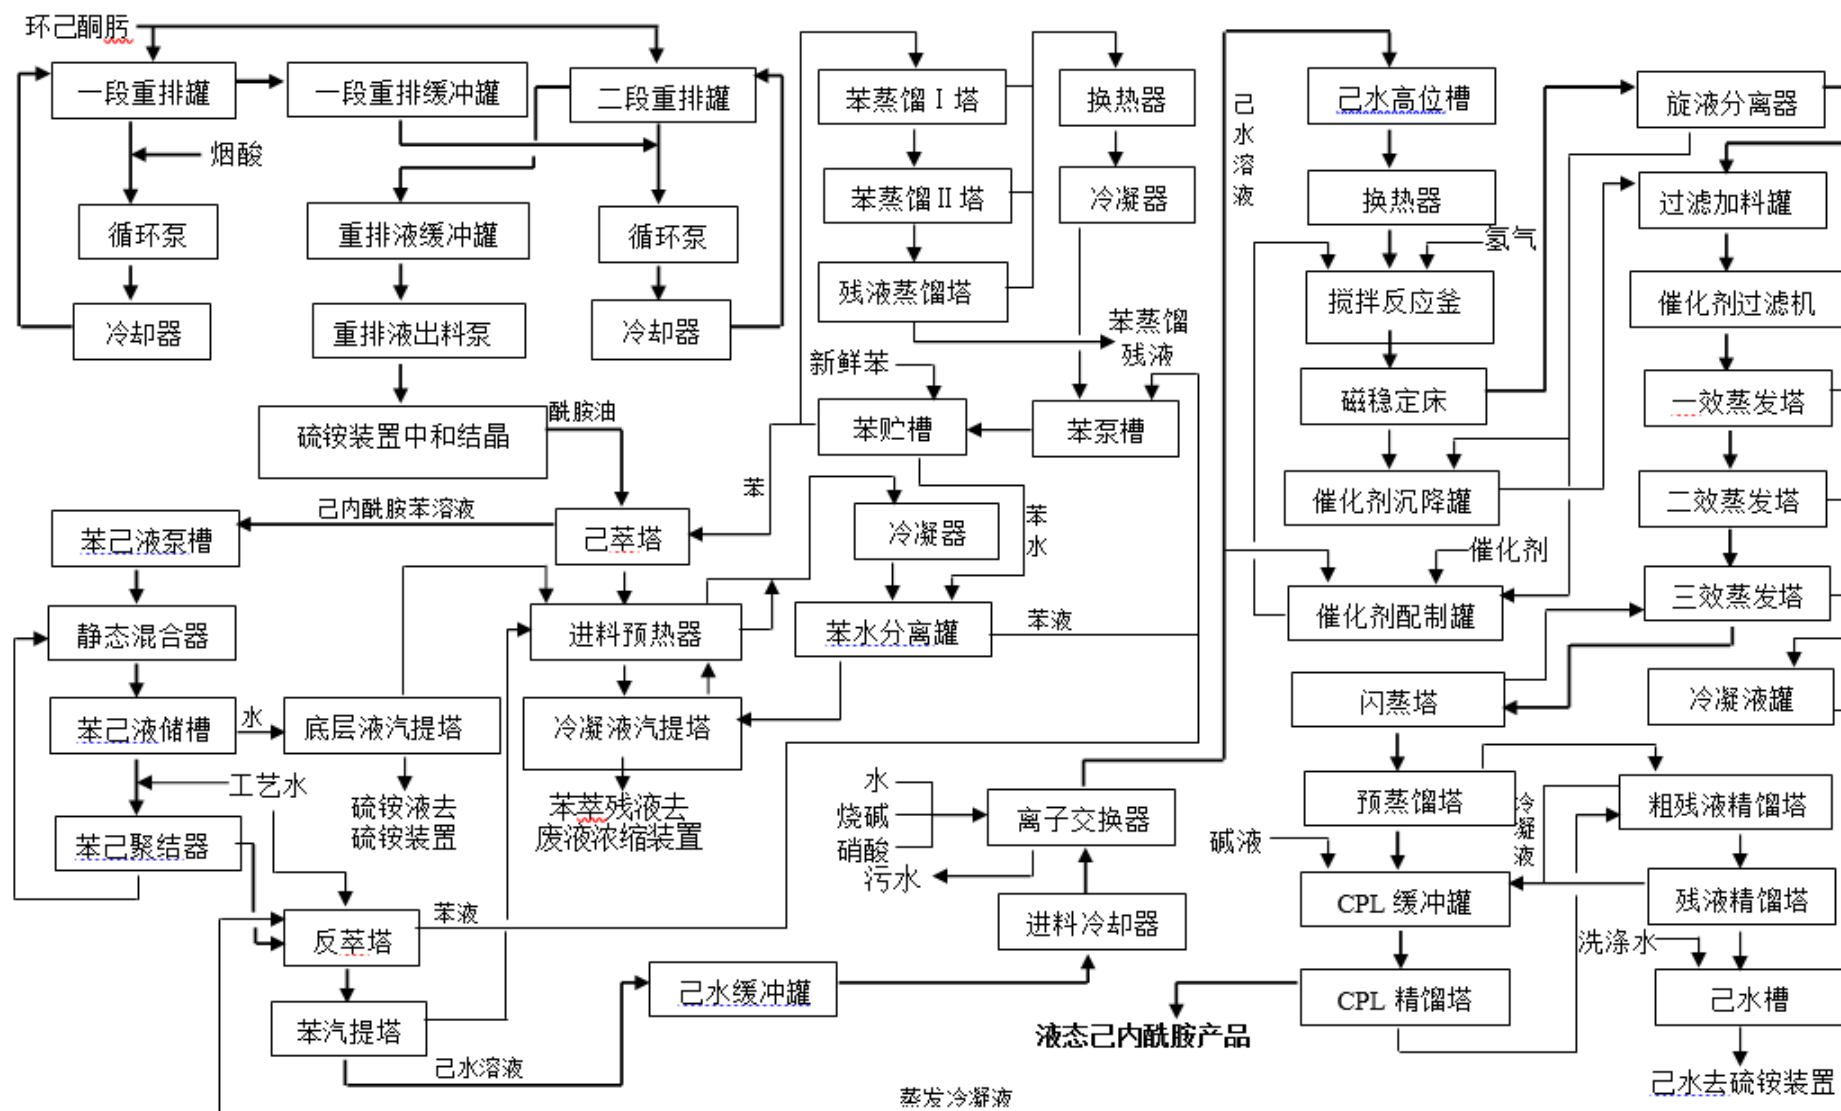 环己酮肟
一段重排罐
一段重排缓冲罐
二段重排罐
烟酸
循环泵
重排液缓冲罐
循环泵
冷却器
重排液出料泵
冷却器
硫铵装置中和结晶
酰胺油
己内酰胺苯溶液
苯己液泵槽
己萃塔
苯
静态混合器
进料预热器
苯己液储槽
水
底层液汽提塔
冷凝液汽提塔
工艺水
硫铵液去
硫铵装置
苯萃残液去
废液浓缩装置
苯己聚结器
反萃塔
苯液
苯汽提塔
己水溶液
己水缓冲罐
苯蒸馏Ⅰ塔
换热器
苯蒸馏Ⅱ塔
冷凝器
残液蒸馏塔
苯蒸馏
残液
新鲜苯
苯贮槽
苯泵槽
冷凝器
苯水
苯水分离罐
苯液
水
烧碱
硝酸
离子交换器
污水
进料冷却器
己水溶液
己水高位槽
换热器
氢气
搅拌反应釜
磁稳定床
催化剂沉降罐
催化剂
催化剂配制罐
闪蒸塔
预蒸馏塔
冷凝液
碱液
CPL 缓冲罐
CPL 精馏塔
液态己内酰胺产品
旋液分离器
过滤加料罐
催化剂过滤机
一效蒸发塔
二效蒸发塔
三效蒸发塔
冷凝液罐
粗残液精馏塔
残液精馏塔
洗涤水
己水槽
己水去硫铵装置
蒸发冷凝液